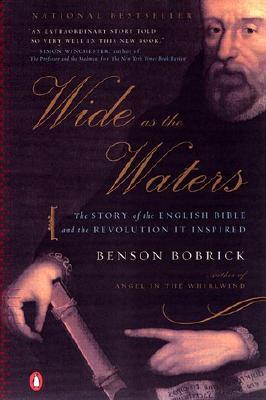 NATIONAL BESTSELLER
"AN EXTRAORDINARY STORY TOLD
SO VERY WELL IN THIS NEW BOOK."
—SIMON WINCHESTER, author of
The Professor and the Madman, for The New York Times Book Review
Wide as the
Waters
The STORY of the ENGLISH BIBLE
and the REVOLUTION IT INSPIRED
BENSON BOBRICK
Author of
ANGEL IN THE WHIRLWIND